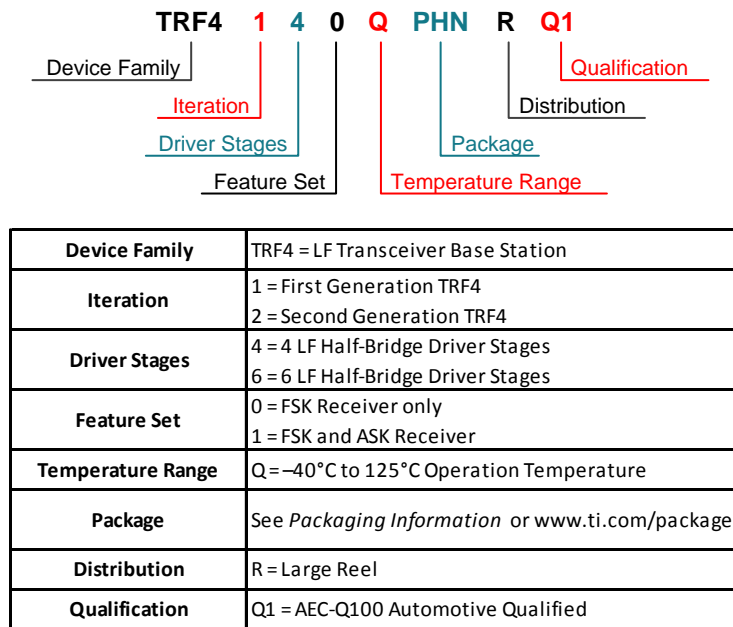 TRF4 1 4 0 Q PHN R Q1
Device Family
Qualification
Iteration
Distribution
Driver Stages
Package
Feature Set
Temperature Range
Device Family TRF4 = LF Transceiver Base Station
Iteration 1 = First Generation TRF4
2 = Second Generation TRF4
Driver Stages 4 = 4 LF Half-Bridge Driver Stages
6 = 6 LF Half-Bridge Driver Stages
Feature Set 0 = FSK Receiver only
1 = FSK and ASK Receiver
Temperature Range Q = –40°C to 125°C Operation Temperature
Package See Packaging Information or www.ti.com/package
Distribution R = Large Reel
Qualification Q1 = AEC-Q100 Automotive Qualified